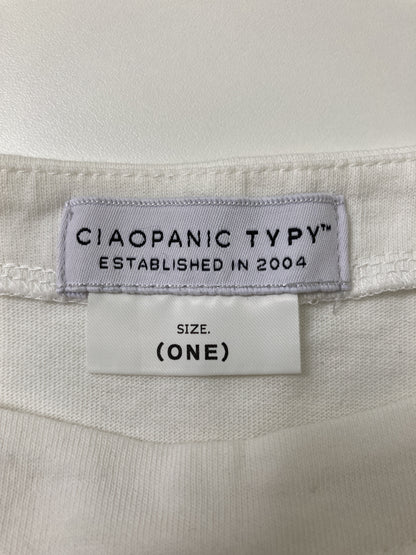 CIAOPANIC TYPY™
ESTABLISHED IN 2004
SIZE.
(ONE)